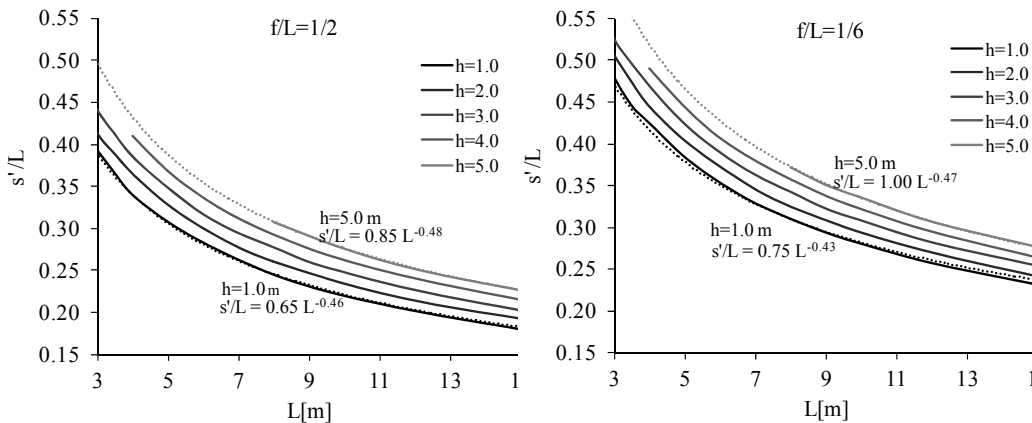 f/L=1/2
0.55
0.50
0.45
0.40
0.35
0.30
0.25
0.20
0.15
s'/L
3
5
7
9
11
13
1
L[m]
h=1.0
h=2.0
h=3.0
h=4.0
h=5.0
h=5.0 m
s'/L = 0.85 L-0.48
h=1.0 m
s'/L = 0.65 L-0.46
f/L=1/6
0.55
0.50
0.45
0.40
0.35
0.30
0.25
0.20
0.15
s'/L
3
5
7
9
11
13
1
L[m]
h=1.0
h=2.0
h=3.0
h=4.0
h=5.0
h=5.0 m
s'/L = 1.00 L-0.47
h=1.0 m
s'/L = 0.75 L-0.43